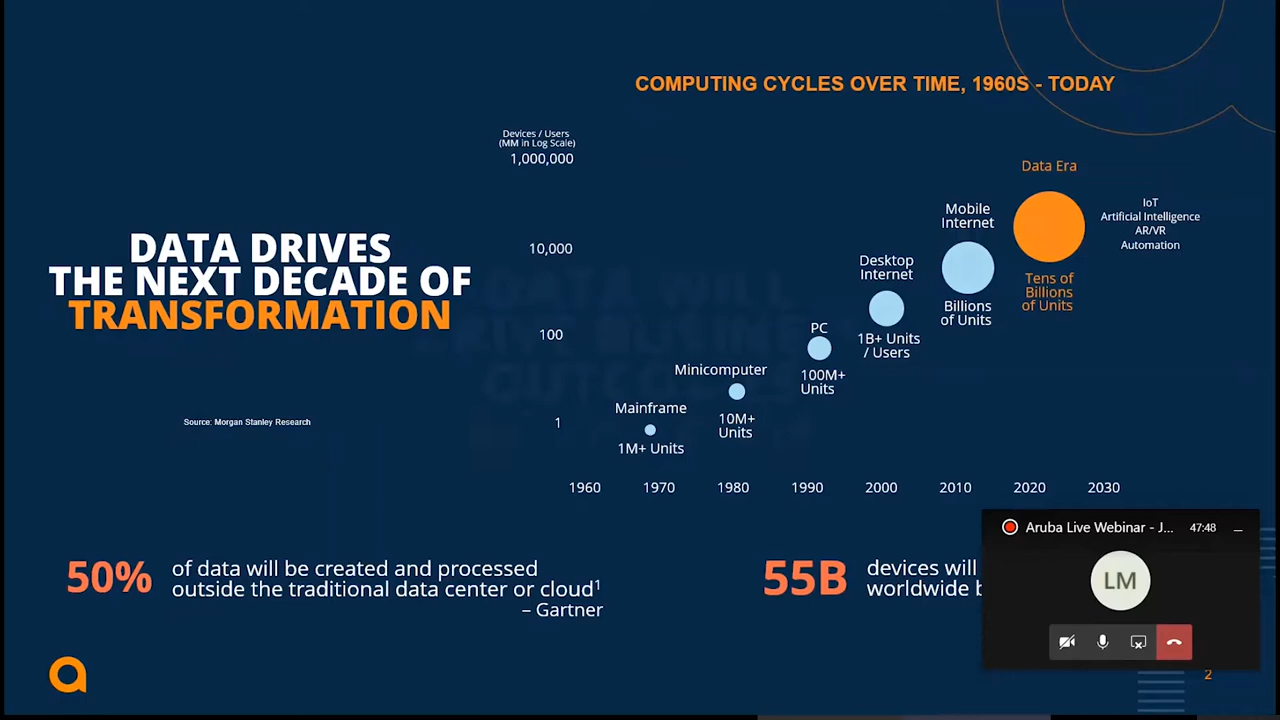 COMPUTING CYCLES OVER TIME, 1960S - TODAY
Devices / Users
(MM in Log Scale)
1,000,000
10,000
100
1
DATA DRIVES
THE NEXT DECADE OF
TRANSFORMATION
Source: Morgan Stanley Research
Mainframe
1M+ Units
Minicomputer
10M+
Units
PC
100M+
Units
Desktop
Internet
1B+ Units
/ Users
Mobile
Internet
Billions
of Units
Data Era
Tens of
Billions
of Units
IoT
Artificial Intelligence
AR/VR
Automation
1960 1970 1980 1990 2000 2010 2020 2030
50% of data will be created and processed
outside the traditional data center or cloud¹
– Gartner
55B devices will
worldwide
Aruba Live Webinar - J... 47:48
LM
2